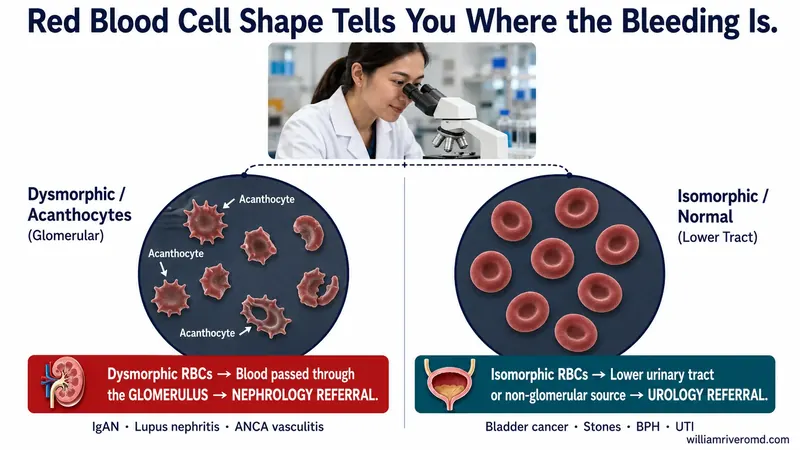 Red Blood Cell Shape Tells You Where the Bleeding Is.
Dysmorphic /
Acanthocytes
(Glomerular)
Acanthocyte
Acanthocyte
Acanthocyte
Isomorphic /
Normal
(Lower Tract)
Dysmorphic RBCs → Blood passed through
the GLOMERULUS → NEPHROLOGY REFERRAL.
IgAN • Lupus nephritis • ANCA vasculitis
Isomorphic RBCs → Lower urinary tract
or non-glomerular source → UROLOGY REFERRAL.
Bladder cancer • Stones • BPH • UTI
williamriveromd.com